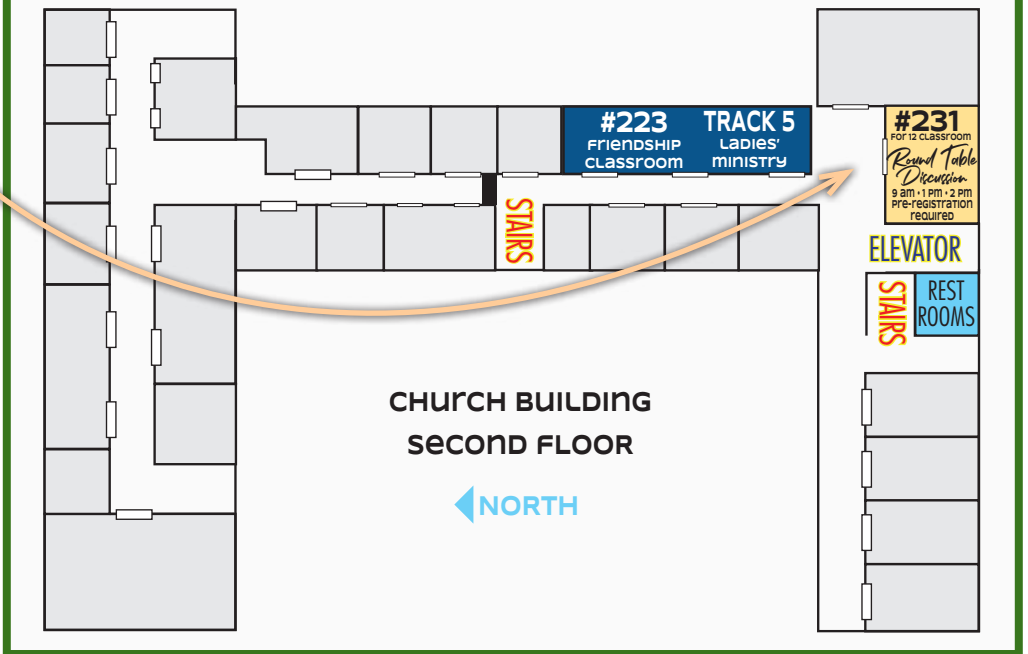 #223
FRIENDSHIP
CLASSROOM
TRACK 5
LADIES'
MINISTRY
#231
FOR 12 CLASSROOM
Round Table
Discussion
9 am • 1 PM • 2 PM
Pre-registration
required
STAIRS
ELEVATOR
STAIRS
REST
ROOMS
CHURCH BUILDING
SECOND FLOOR
NORTH